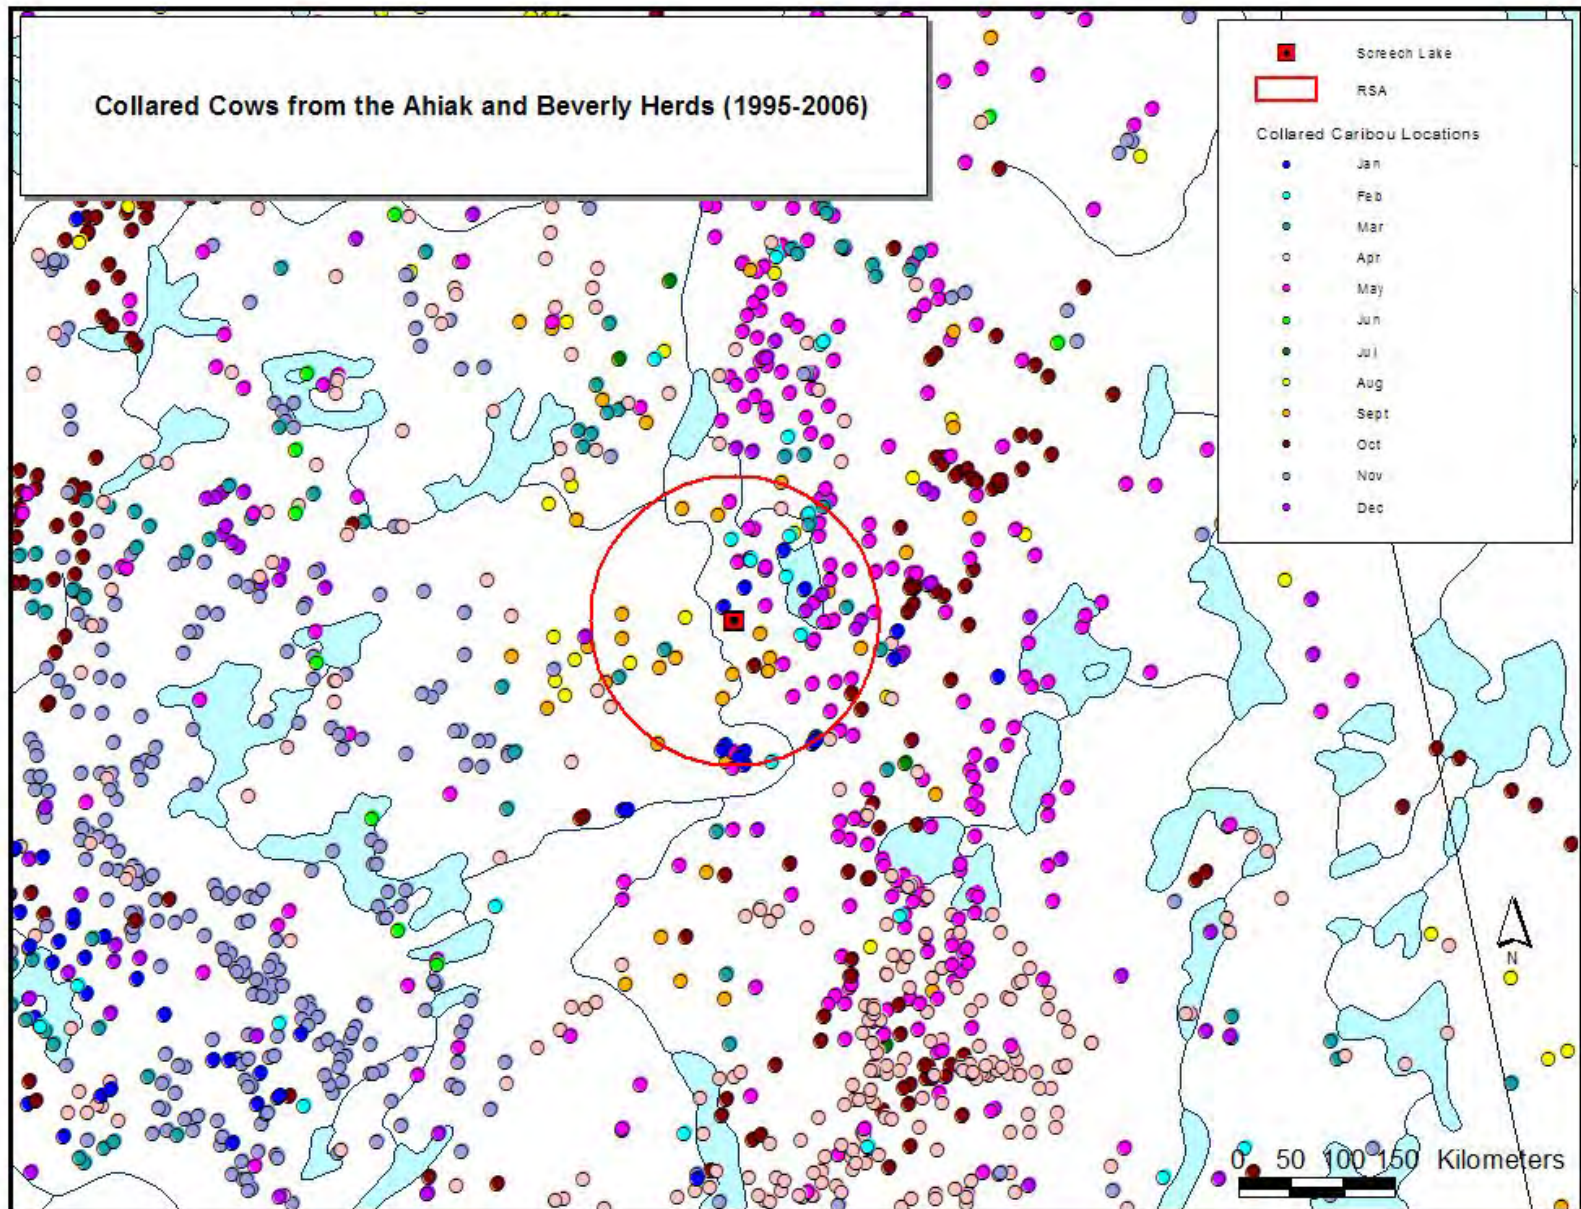 Collared Cows from the Ahiak and Beverly Herds (1995-2006)
Screech Lake
RSA
Collared Caribou Locations
Jan
Feb
Mar
Apr
May
Jun
Jul
Aug
Sept
Oct
Nov
Dec
N
0 50 100 150 Kilometers